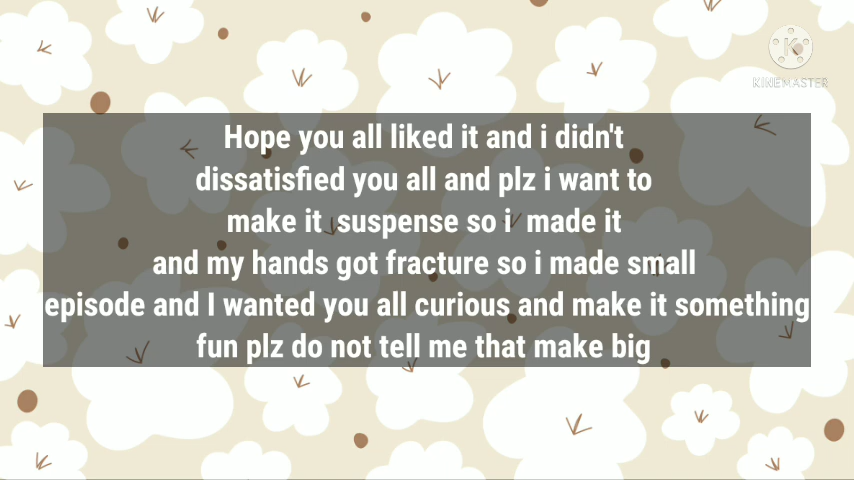 KINEMASTER
Hope you all liked it and i didn't
dissatisfied you all and plz i want to
make it suspense so i made it
and my hands got fracture so i made small
episode and I wanted you all curious and make it something
fun plz do not tell me that make big